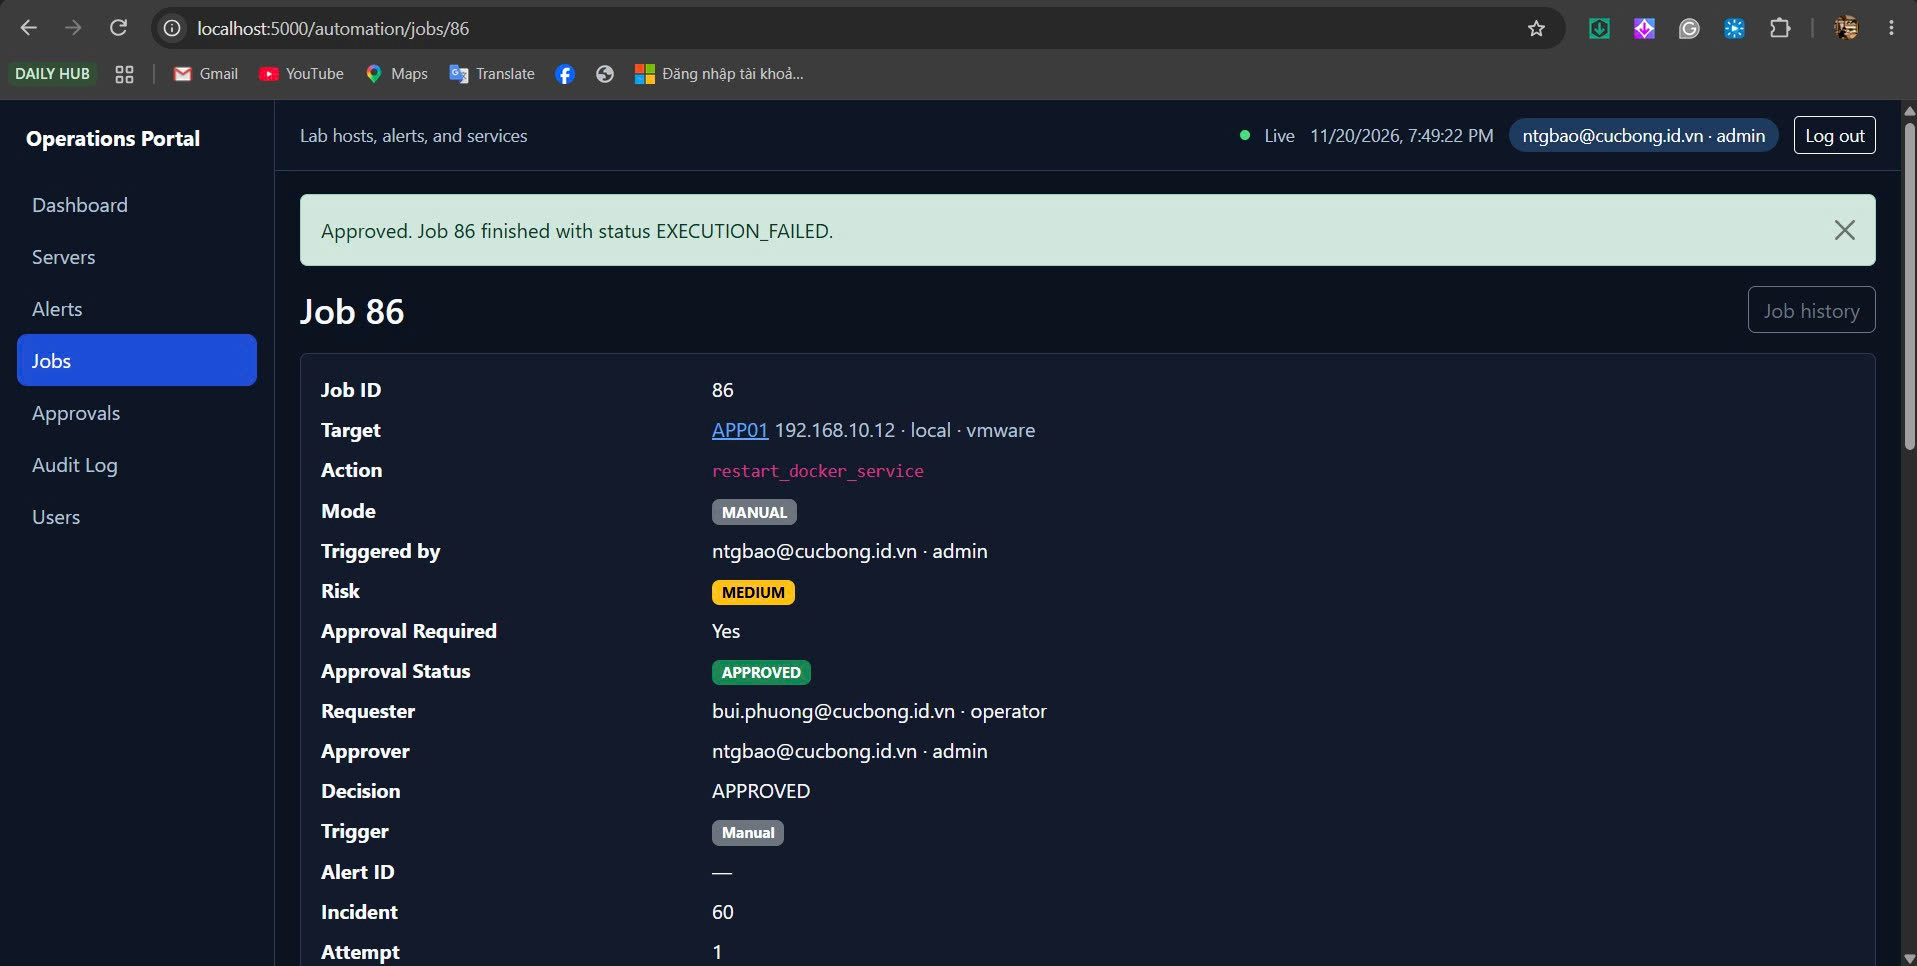 localhost:5000/automation/jobs/86
DAILY HUB
Gmail
YouTube
Maps
Translate
Đăng nhập tài khoả...
Operations Portal
Lab hosts, alerts, and services
Live
11/20/2026, 7:49:22 PM
ntgbao@cucbong.id.vn · admin
Log out
Dashboard
Servers
Alerts
Jobs
Approvals
Audit Log
Users
Approved. Job 86 finished with status EXECUTION_FAILED.
Job 86
Job history
Job ID 86
Target APP01 192.168.10.12 · local · vmware
Action restart_docker_service
Mode MANUAL
Triggered by ntgbao@cucbong.id.vn · admin
Risk MEDIUM
Approval Required Yes
Approval Status APPROVED
Requester bui.phuong@cucbong.id.vn · operator
Approver ntgbao@cucbong.id.vn · admin
Decision APPROVED
Trigger Manual
Alert ID —
Incident 60
Attempt 1